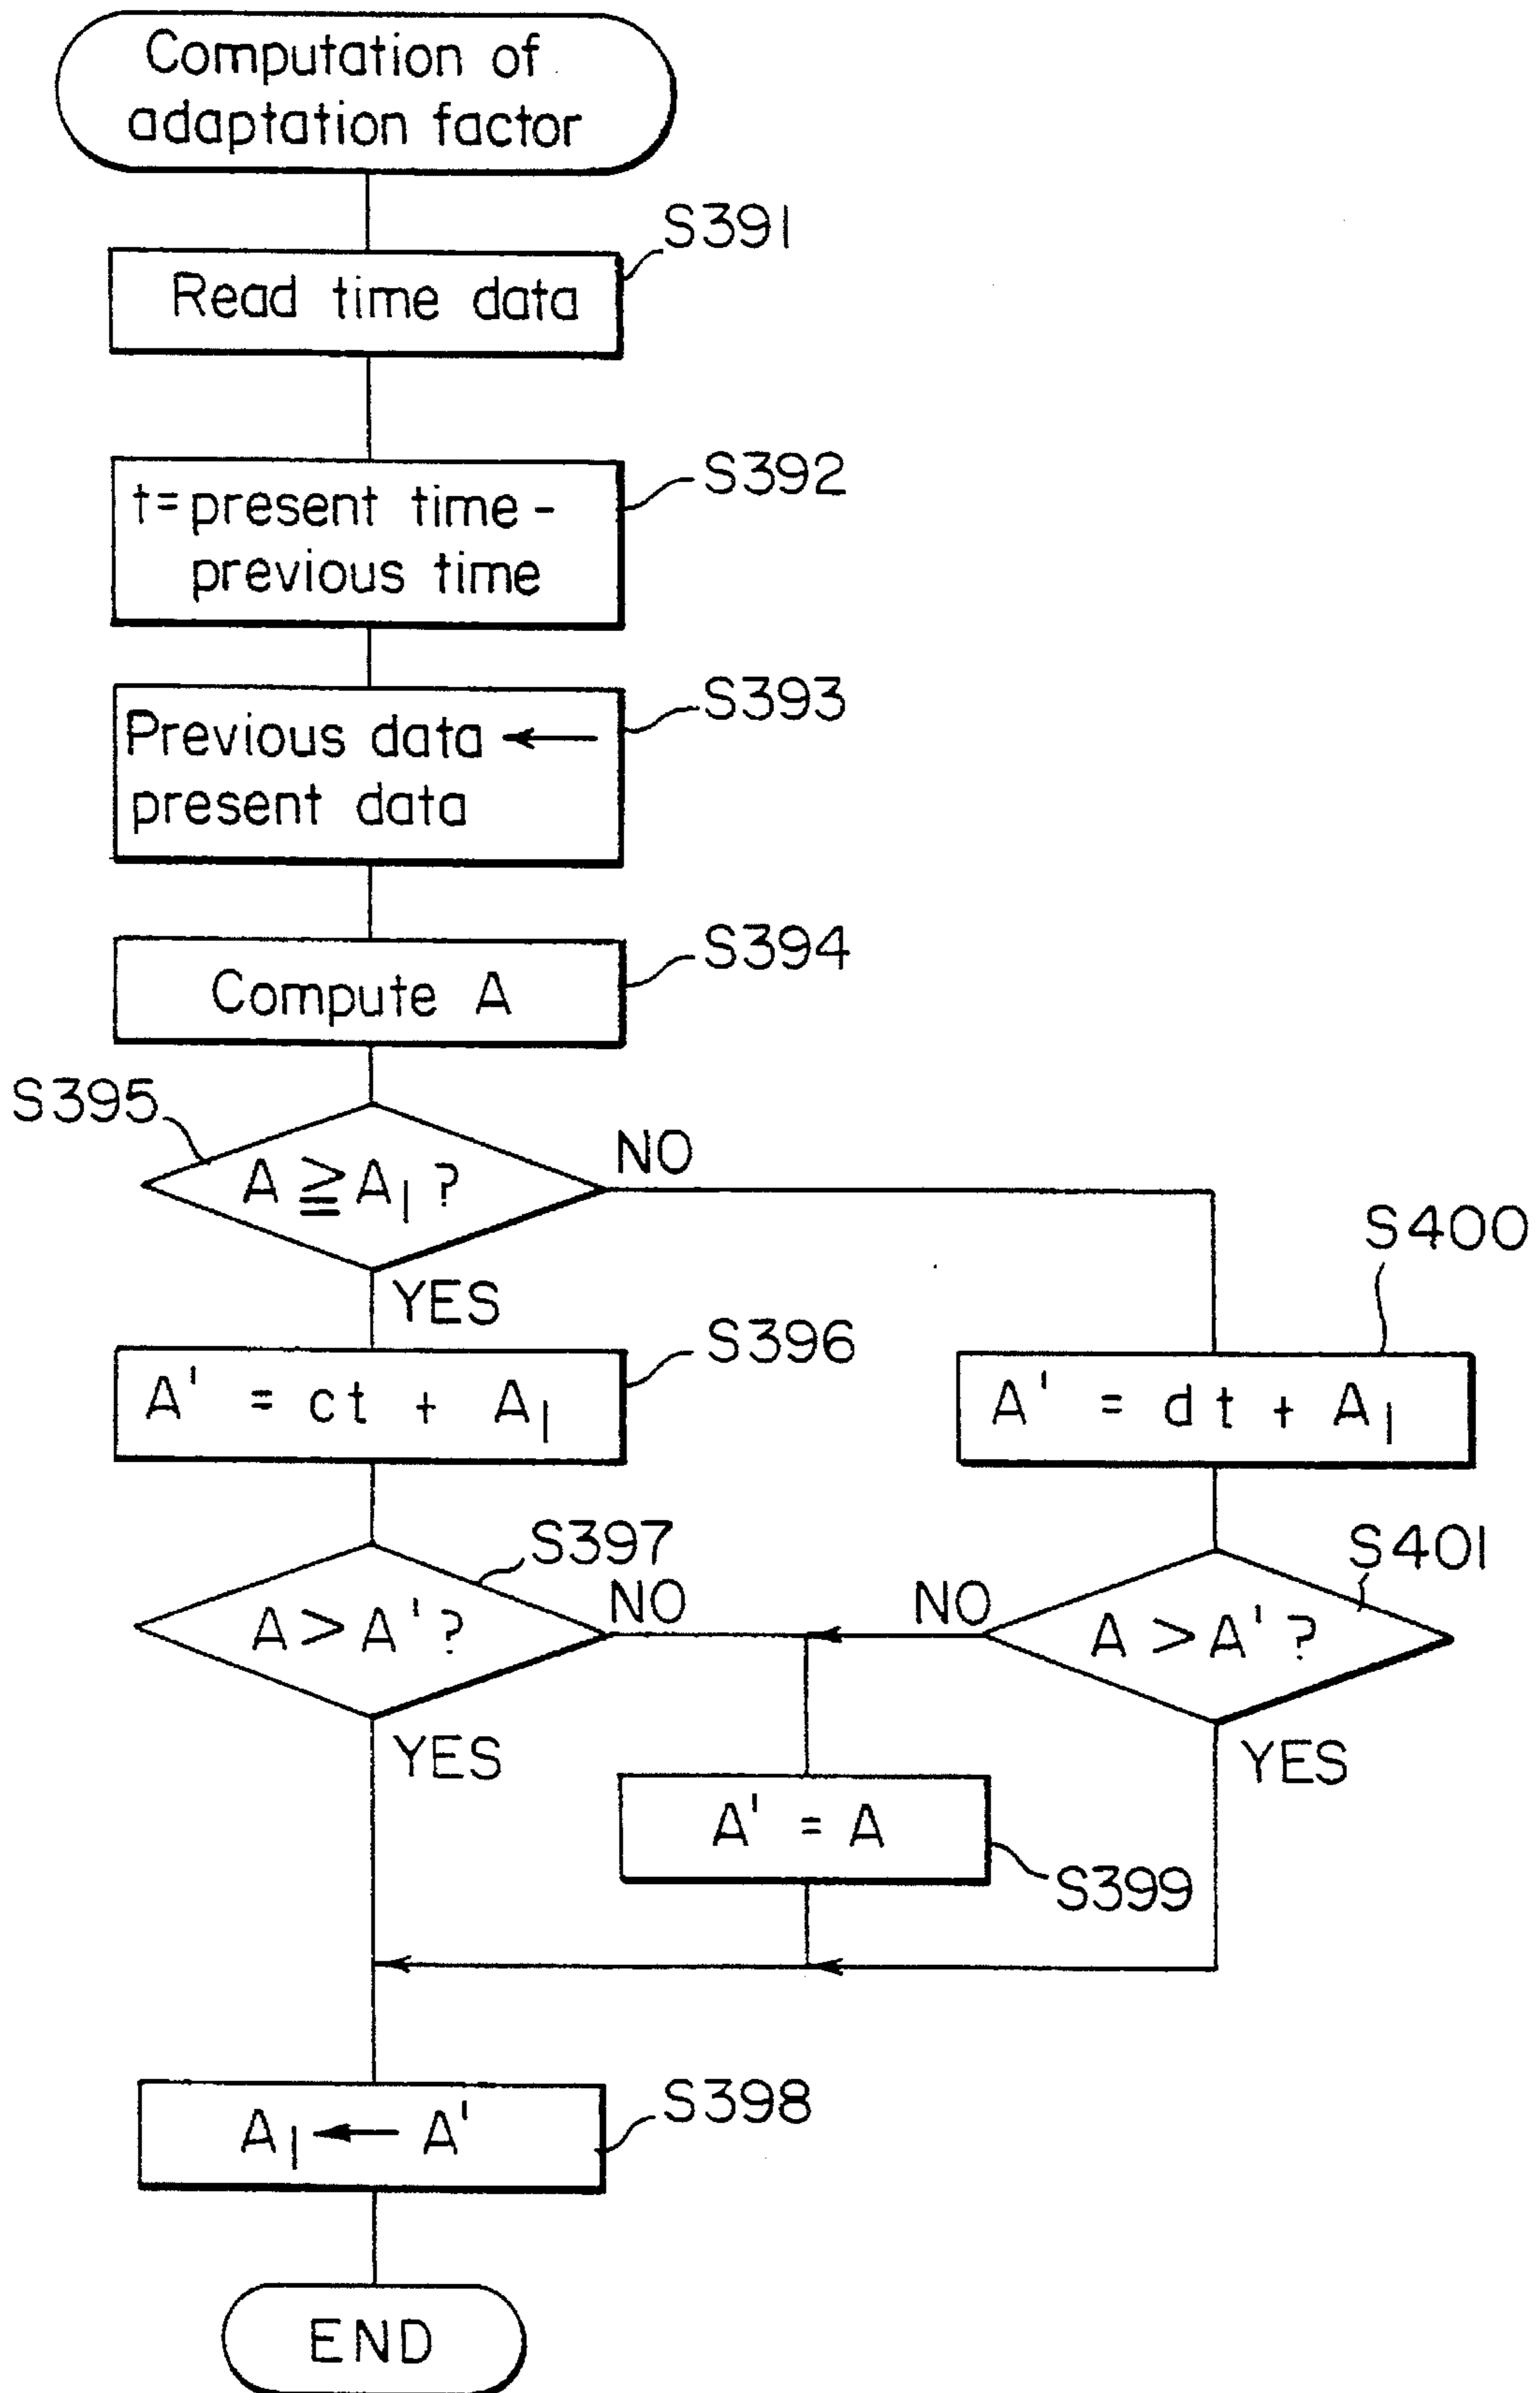 Computation of
adaptation factor
S391
Read time data
S392
t= present time -
previous time
S393
Previous data ←
present data
S394
Compute A
S395
A ≧ A₁ ?
NO
YES
S396
A' = ct + A₁
S400
A' = dt + A₁
S397
A > A' ?
NO
YES
S401
NO
A > A' ?
YES
A' = A
S399
S398
A₁ ← A'
END